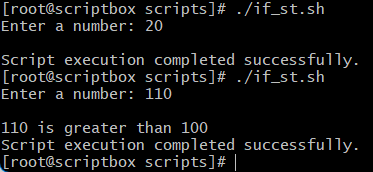 [root@scriptbox scripts]# ./if_st.sh
Enter a number: 20
Script execution completed successfully.
[root@scriptbox scripts]# ./if_st.sh
Enter a number: 110
110 is greater than 100
Script execution completed successfully.
[root@scriptbox scripts]#